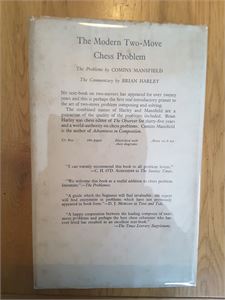 The Modern Two-Move
Chess Problem
The Problems by COMINS MANSFIELD
The Commentary by BRIAN HARLEY
No text-book on two-movers has appeared for over twenty
years and this is perhaps the first real introductory primer to
the art of two-move problem composing and solving.
The combined names of Harley and Mansfield are a
guarantee of the quality of the problems included. Brian
Harley was chess editor of The Observer for thirty-five years
and a world authority on chess problems. Comins Mansfield
is the author of Adventures in Composition.
Illustrated with
chess diagrams
"I can warmly recommend this book to all problem lovers."
—C. H. O'D. ALEXANDER in The Sunday Times.
"We welcome this book as a useful addition to chess problem
literature."—The Problemist.
"A guide which the beginner will find invaluable; the expert
will find enjoyment in problems which have not previously
appeared in book form."—D. J. MORGAN in Time and Tide.
"A happy cooperation between the leading composer of two-
move problems and perhaps the best chess columnist who has
ever lived has resulted in an excellent text-book."
—The Times Literary Supplement.